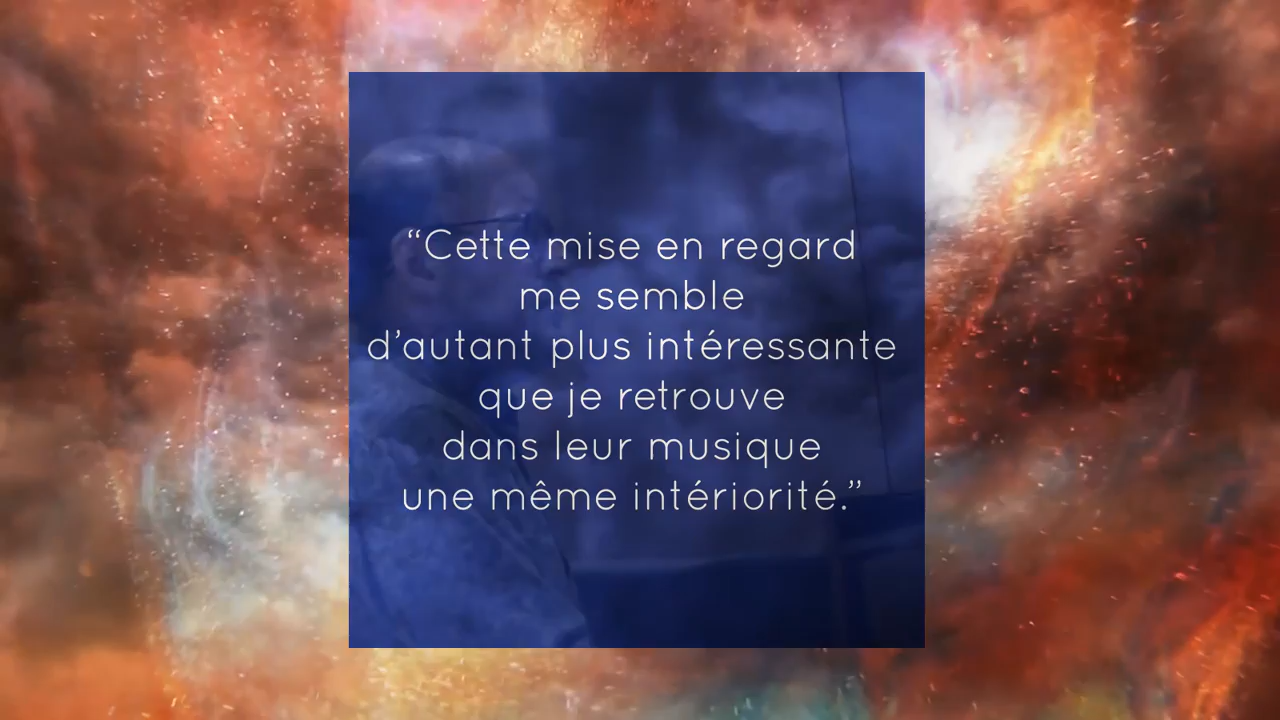 “Cette mise en regard
me semble
d’autant plus intéressante
que je retrouve
dans leur musique
une même intériorité.”